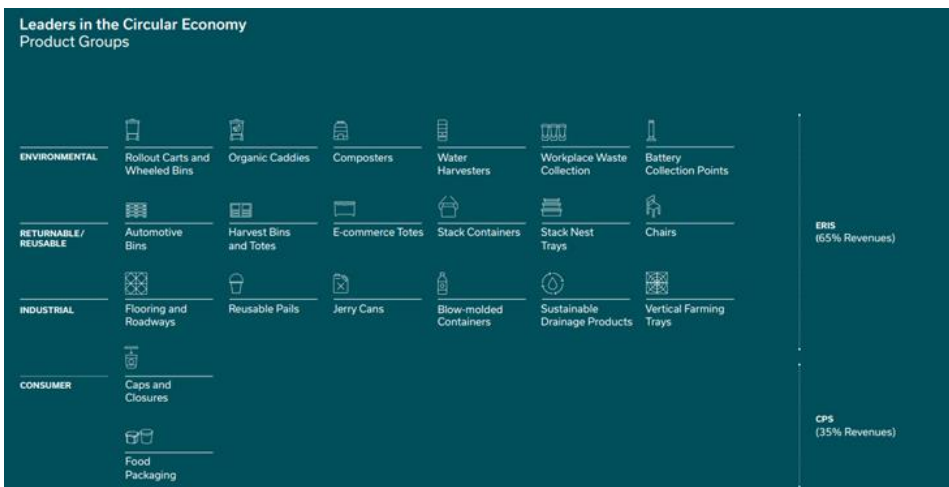 Leaders in the Circular Economy
Product Groups
ENVIRONMENTAL
Rollout Carts and
Wheeled Bins
Organic Caddies
Composters
Water
Harvesters
Workplace Waste
Collection
Battery
Collection Points
RETURNABLE/
REUSABLE
Automotive
Bins
Harvest Bins
and Totes
E-commerce Totes
Stack Containers
Stack Nest
Trays
Chairs
ERIS
(65% Revenues)
INDUSTRIAL
Flooring and
Roadways
Reusable Pails
Jerry Cans
Blow-molded
Containers
Sustainable
Drainage Products
Vertical Farming
Trays
CONSUMER
Caps and
Closures
Food
Packaging
CPS
(35% Revenues)